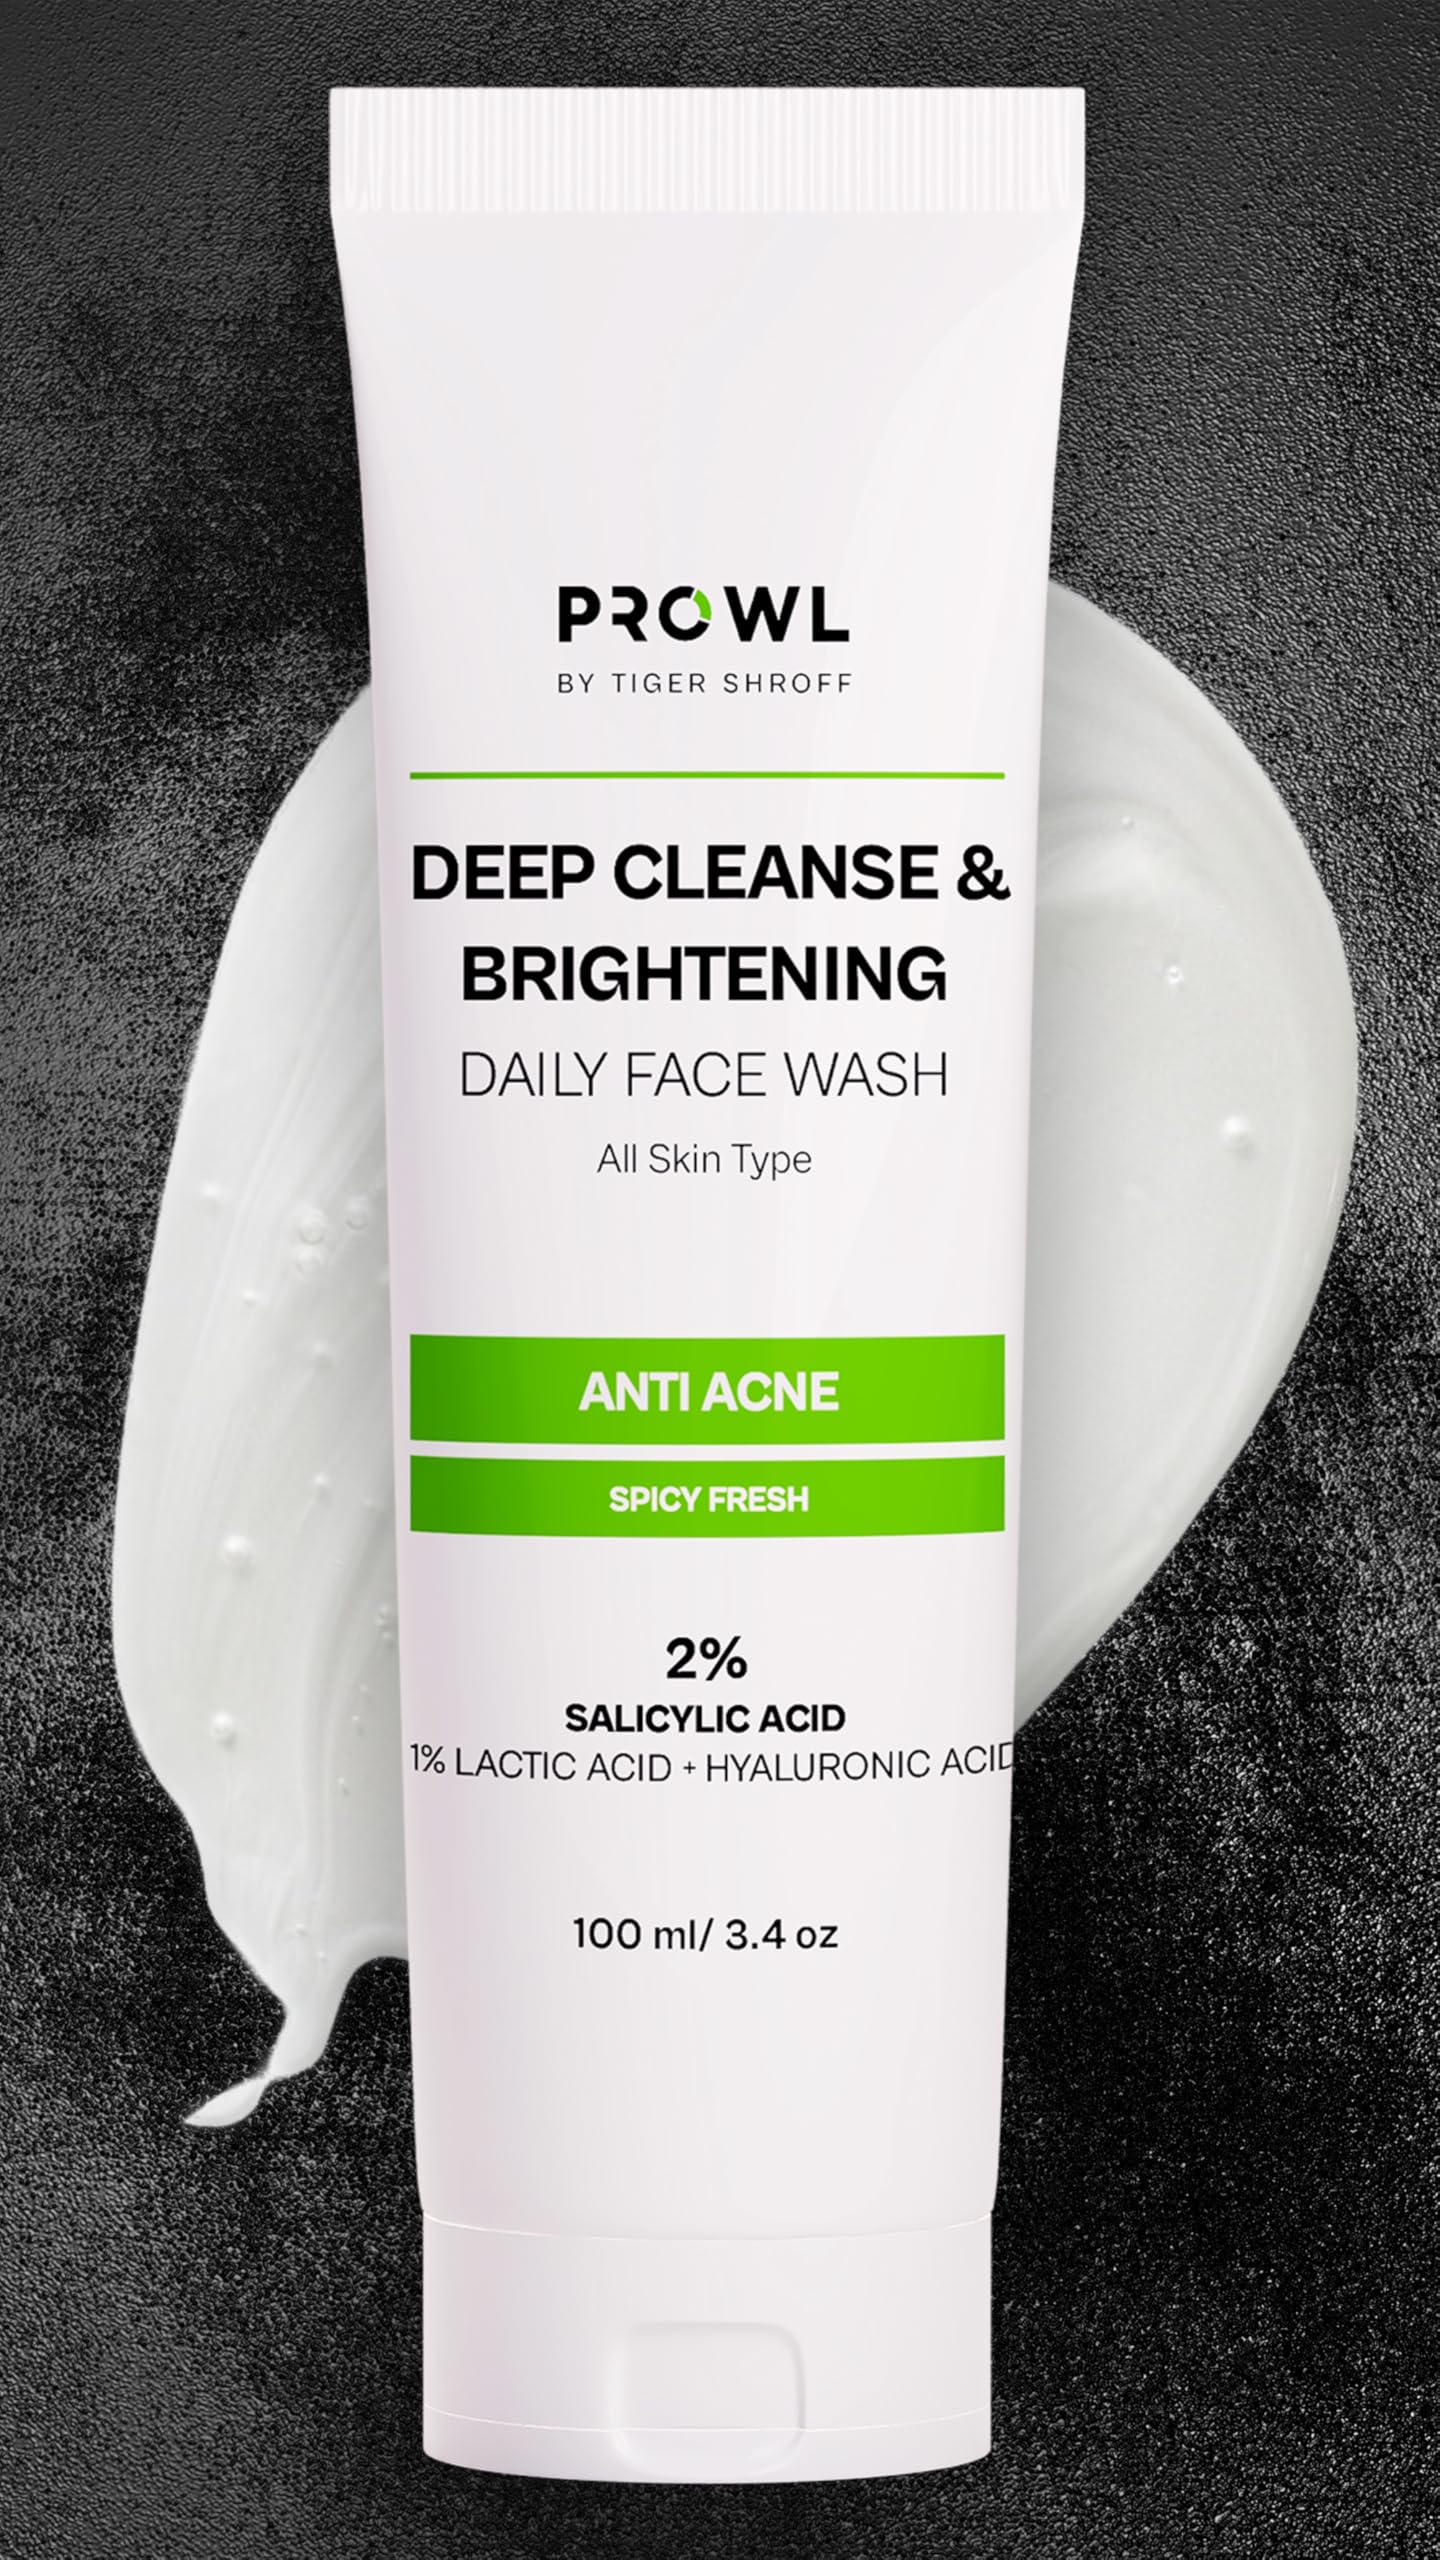 PROWL
BY TIGER SHROFF
DEEP CLEANSE &
BRIGHTENING
DAILY FACE WASH
All Skin Type
ANTI ACNE
SPICY FRESH
2%
SALICYLIC ACID
1% LACTIC ACID + HYALURONIC ACID
100 ml/ 3.4 oz